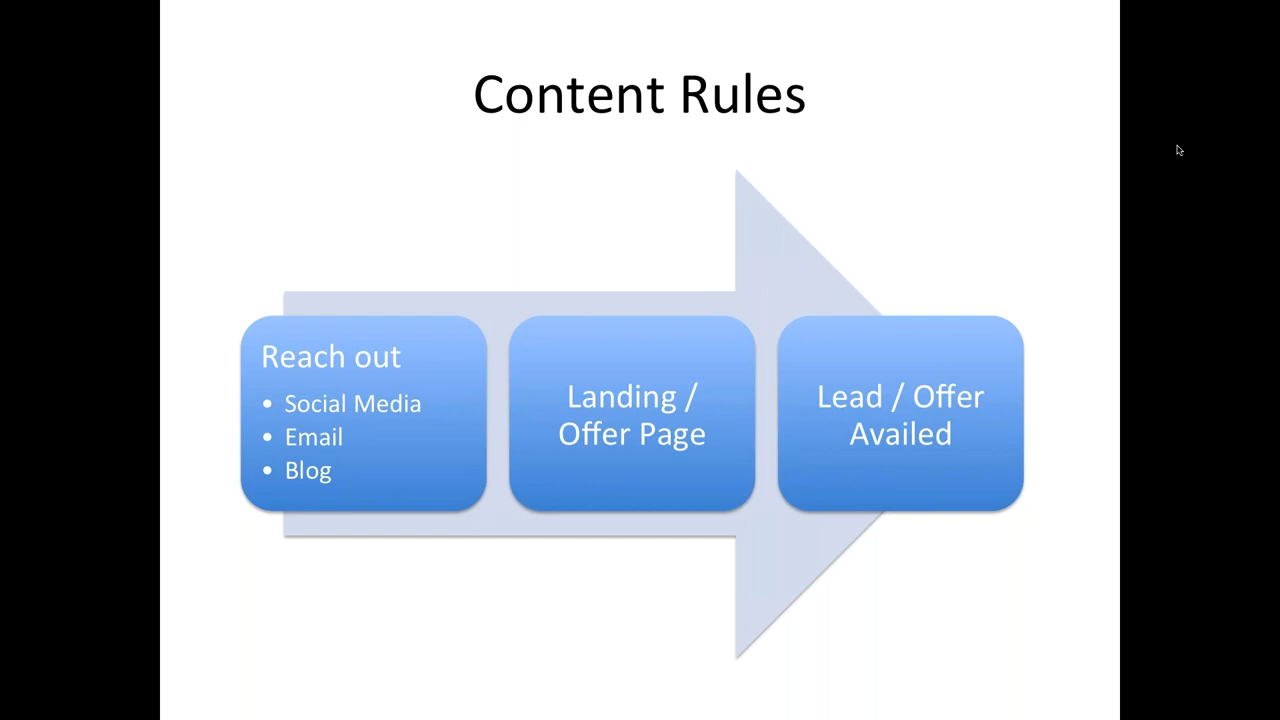 Content Rules
Reach out
• Social Media
• Email
• Blog
Landing /
Offer Page
Lead / Offer
Availed